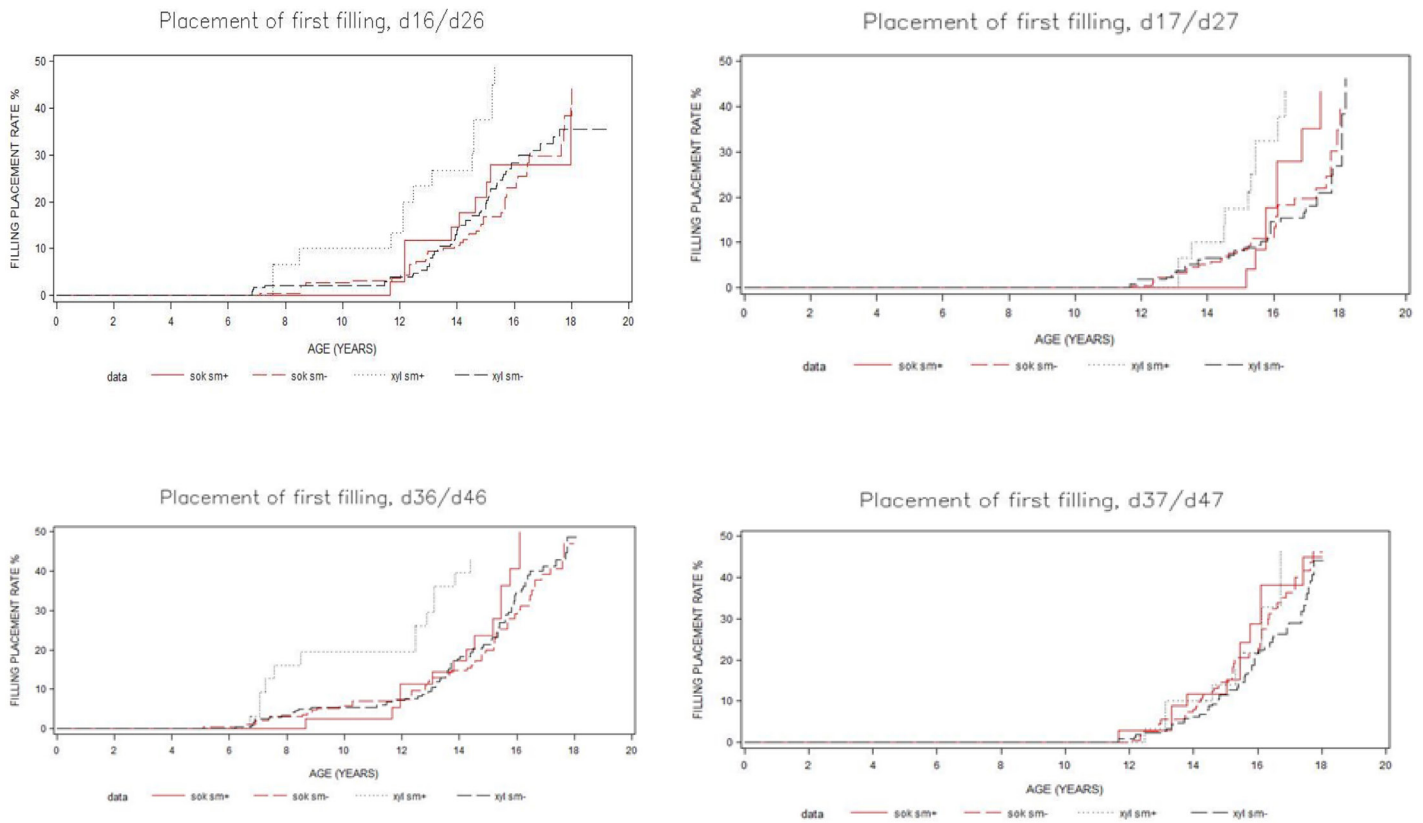 Placement of first filling, d16/d26
FILLING PLACEMENT RATE %
50
40
30
20
10
0
0 2 4 6 8 10 12 14 16 18 20
AGE (YEARS)
data sok sm+ sok sm- xyl sm+ xyl sm-
Placement of first filling, d17/d27
FILLING PLACEMENT RATE %
50
40
30
20
10
0
0 2 4 6 8 10 12 14 16 18 20
AGE (YEARS)
data sok sm+ sok sm- xyl sm+ xyl sm-
Placement of first filling, d36/d46
FILLING PLACEMENT RATE %
50
40
30
20
10
0
0 2 4 6 8 10 12 14 16 18 20
AGE (YEARS)
data sok sm+ sok sm- xyl sm+ xyl sm-
Placement of first filling, d37/d47
FILLING PLACEMENT RATE %
50
40
30
20
10
0
0 2 4 6 8 10 12 14 16 18 20
AGE (YEARS)
data sok sm+ sok sm- xyl sm+ xyl sm-